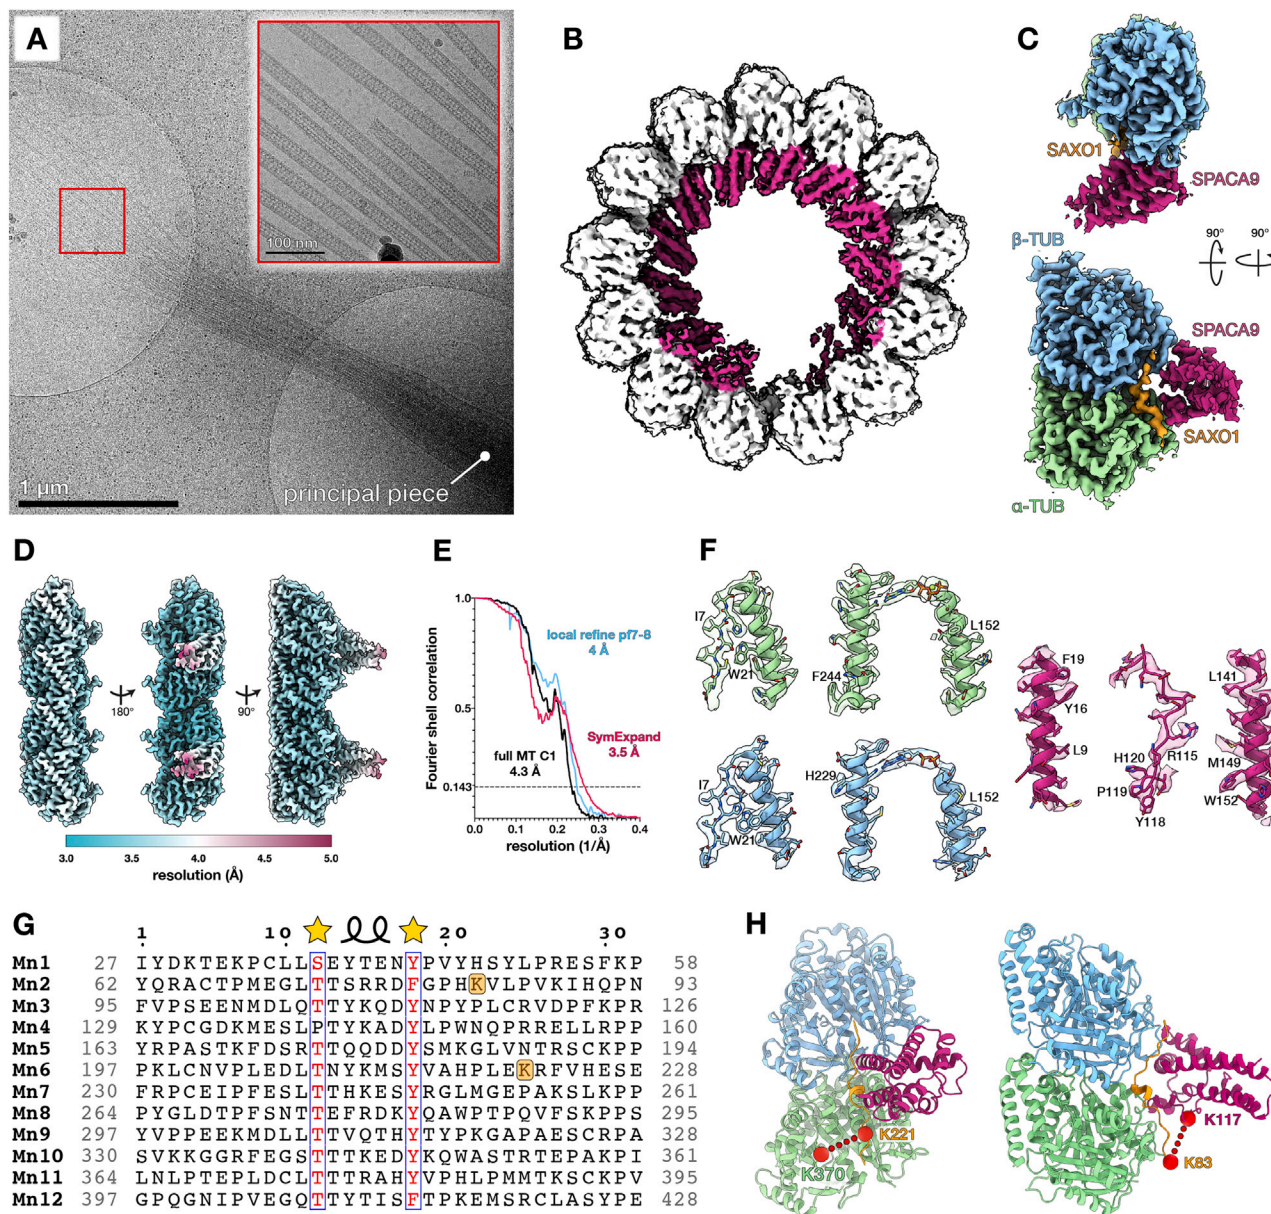 A
100 nm
1 µm
principal piece
B
C
SAXO1
SPACA9
β-TUB
90°
90°
SPACA9
SAXO1
α-TUB
D
180°
90°
3.0 3.5 4.0 4.5 5.0
resolution (Å)
E
Fourier shell correlation
1.0
0.5
0.143
local refine pf7-8
4 Å
SymExpand
3.5 Å
full MT C1
4.3 Å
0.0 0.1 0.2 0.3 0.4
resolution (1/Å)
F
I7
W21
F244
L152
I7
W21
H229
L152
F19
Y16
L9
H120
R115
P119
Y118
L141
M149
W152
G
1 10 20 30
Mn1 27 IYDKTEKPCLLSEYTENYPVYHSYLPRESFKP 58
Mn2 62 YQRACTPMEGLTTSRRDFGPHKVLPVKIHQPN 93
Mn3 95 FVPSEENMDLQTTYKKDYNPYPLCRVDPFKPR 126
Mn4 129 KYPCGDKMESLPTYKADYLPWNQPRRELLRPP 160
Mn5 163 YRPASTKFDSRTTQQDDYSMKGLVNTRSCKPP 194
Mn6 197 PKLCNVPLEDLTNYKMSYVAHPLEKRFVHESE 228
Mn7 230 FRPCEIPFESLTTHKESYRGLMGEPAKSLKPP 261
Mn8 264 PYGLDTPFSNTTEFRDKYQAWPTPQVFSKPPS 295
Mn9 297 YVPPEEKMDLLTTVQTHYTYPKGAPAESCRPA 328
Mn10 330 SVKKGGRFEGSTTTKEDYKQWASTRTEPAKPI 361
Mn11 364 LNLPTEPLDCLTTTRAHYVPHLPMMTKSCKPV 395
Mn12 397 GPQGNIPVEGQTTYTISFTPKEMSRCLASYPE 428
H
K221
K370
K117
K83